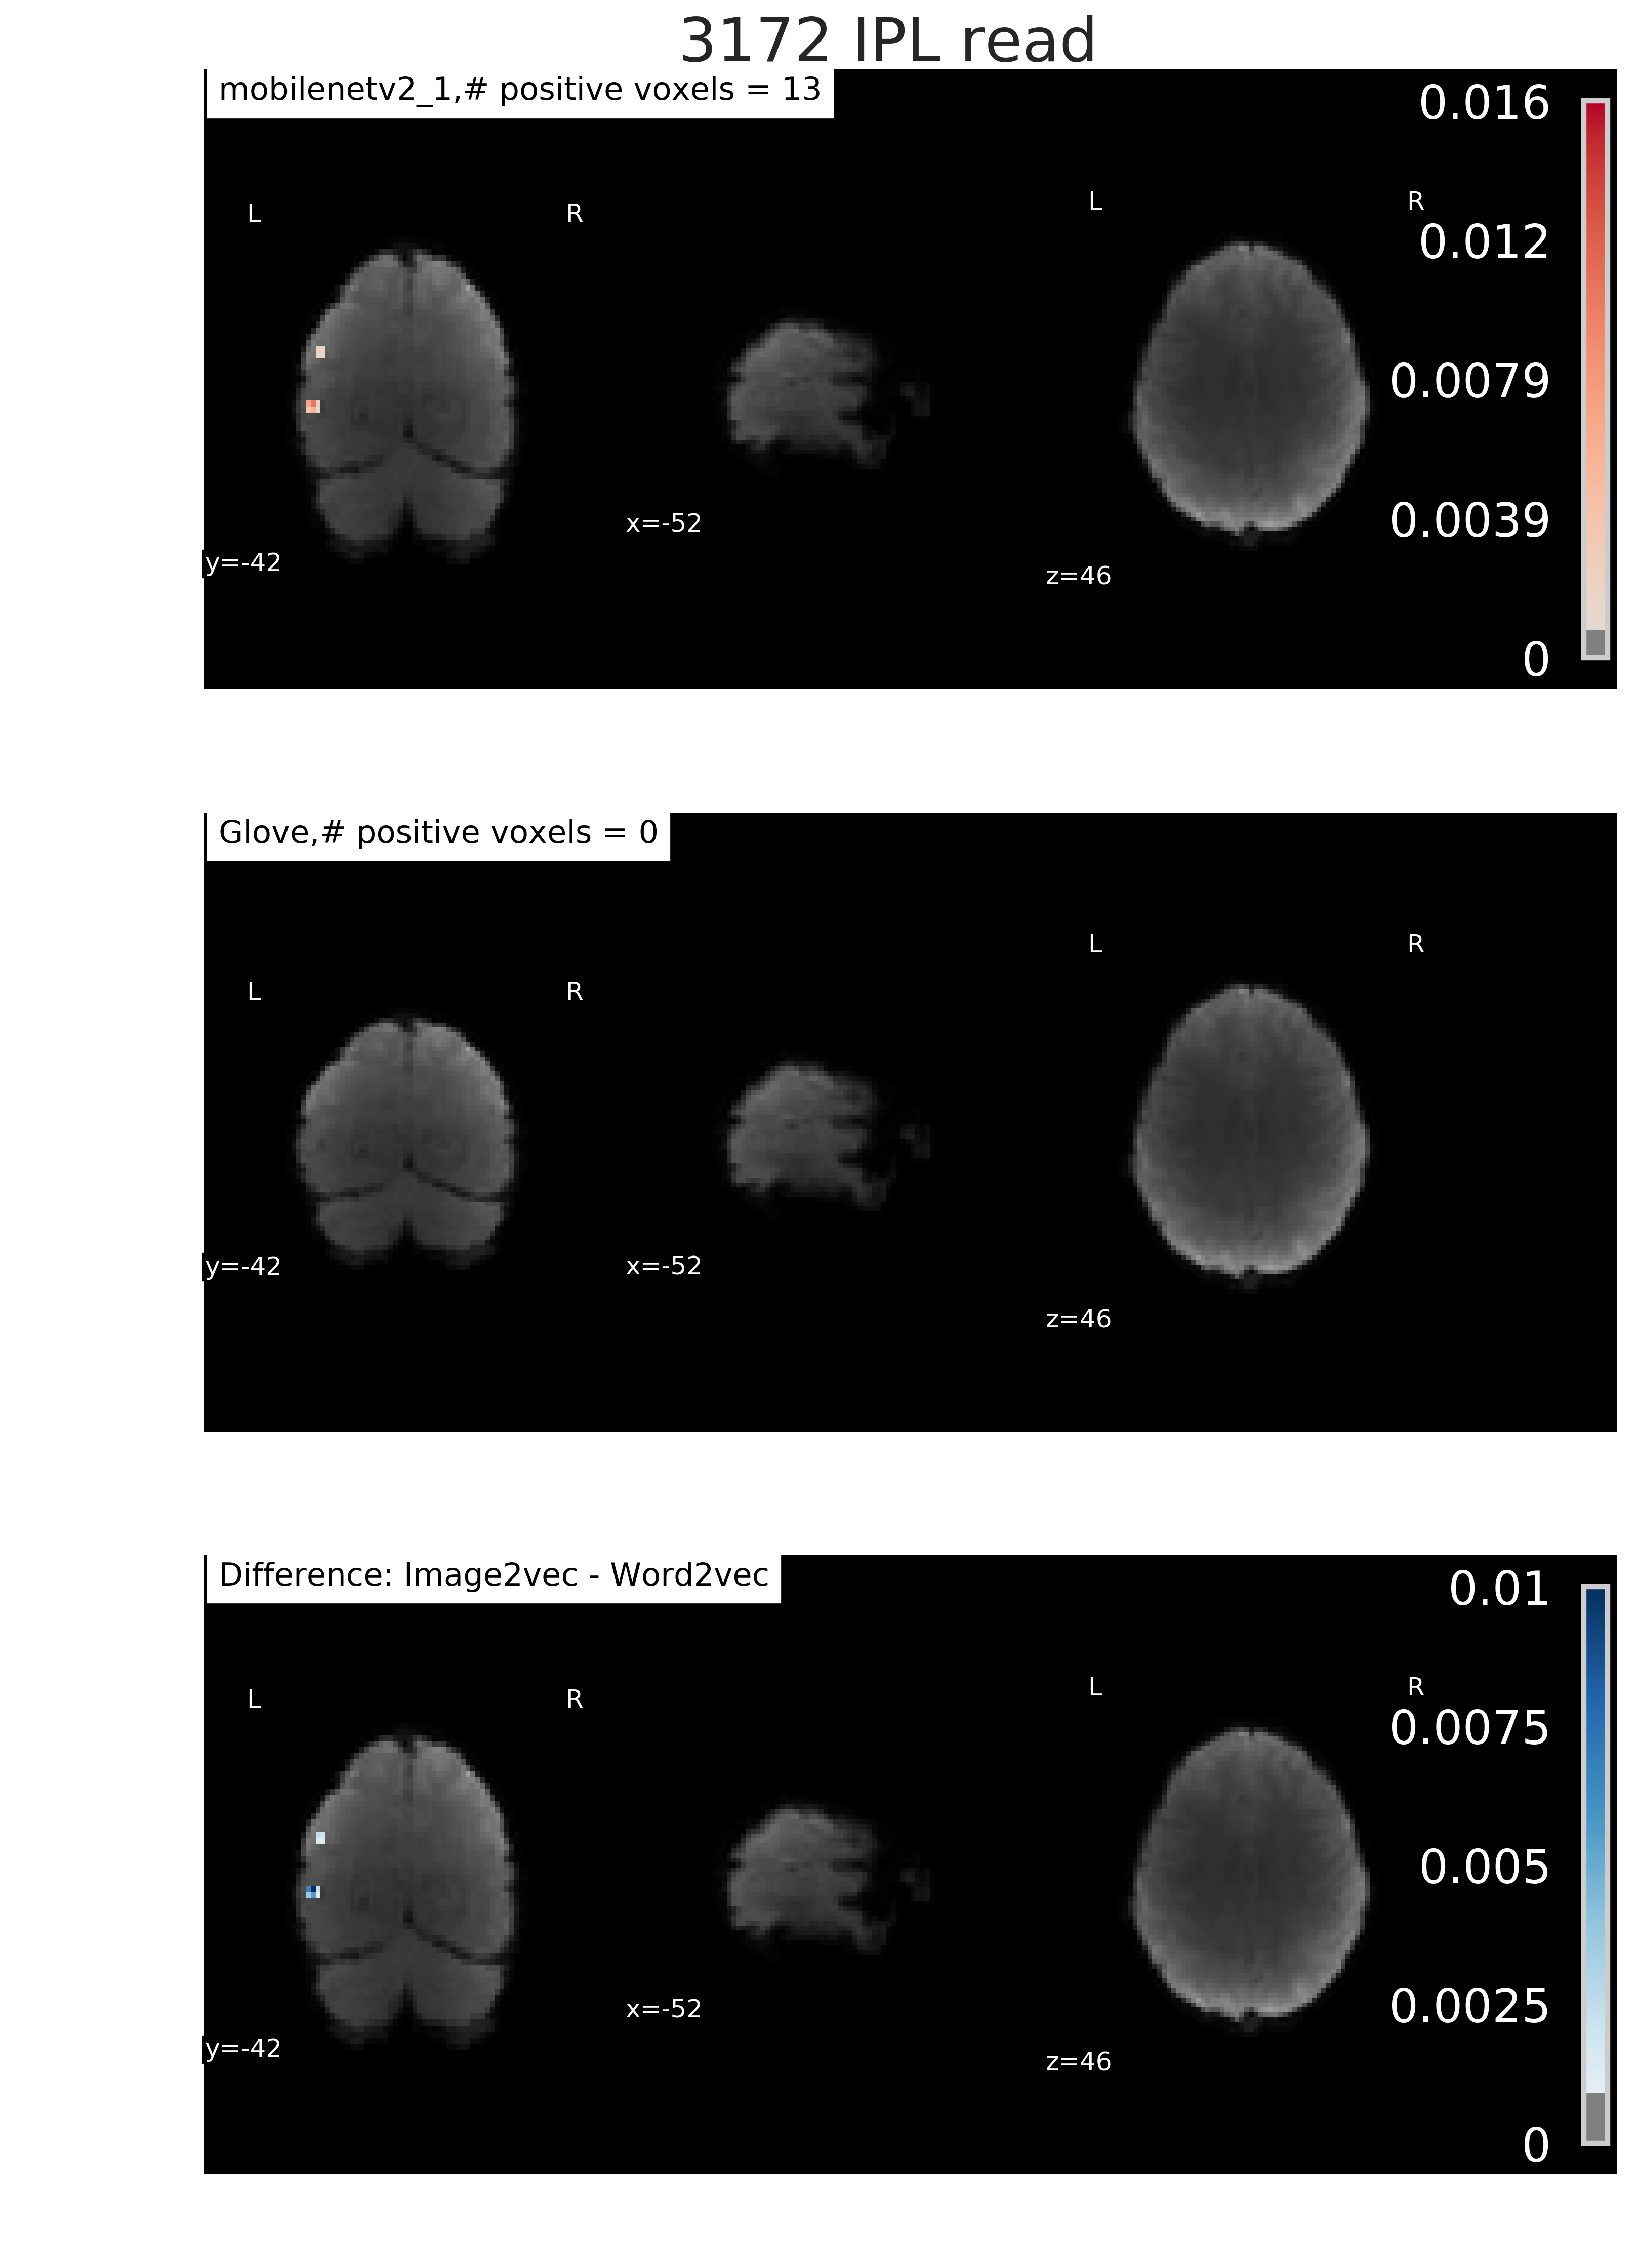 3172 IPL read
mobilenetv2_1,# positive voxels = 13
0.016
L R L R
0.012
0.0079
0.0039
x=-52
y=-42
z=46
0
Glove,# positive voxels = 0
L R
L R
y=-42 x=-52
z=46
Difference: Image2vec - Word2vec
0.01
L R L R
0.0075
0.005
0.0025
x=-52
y=-42
z=46
0